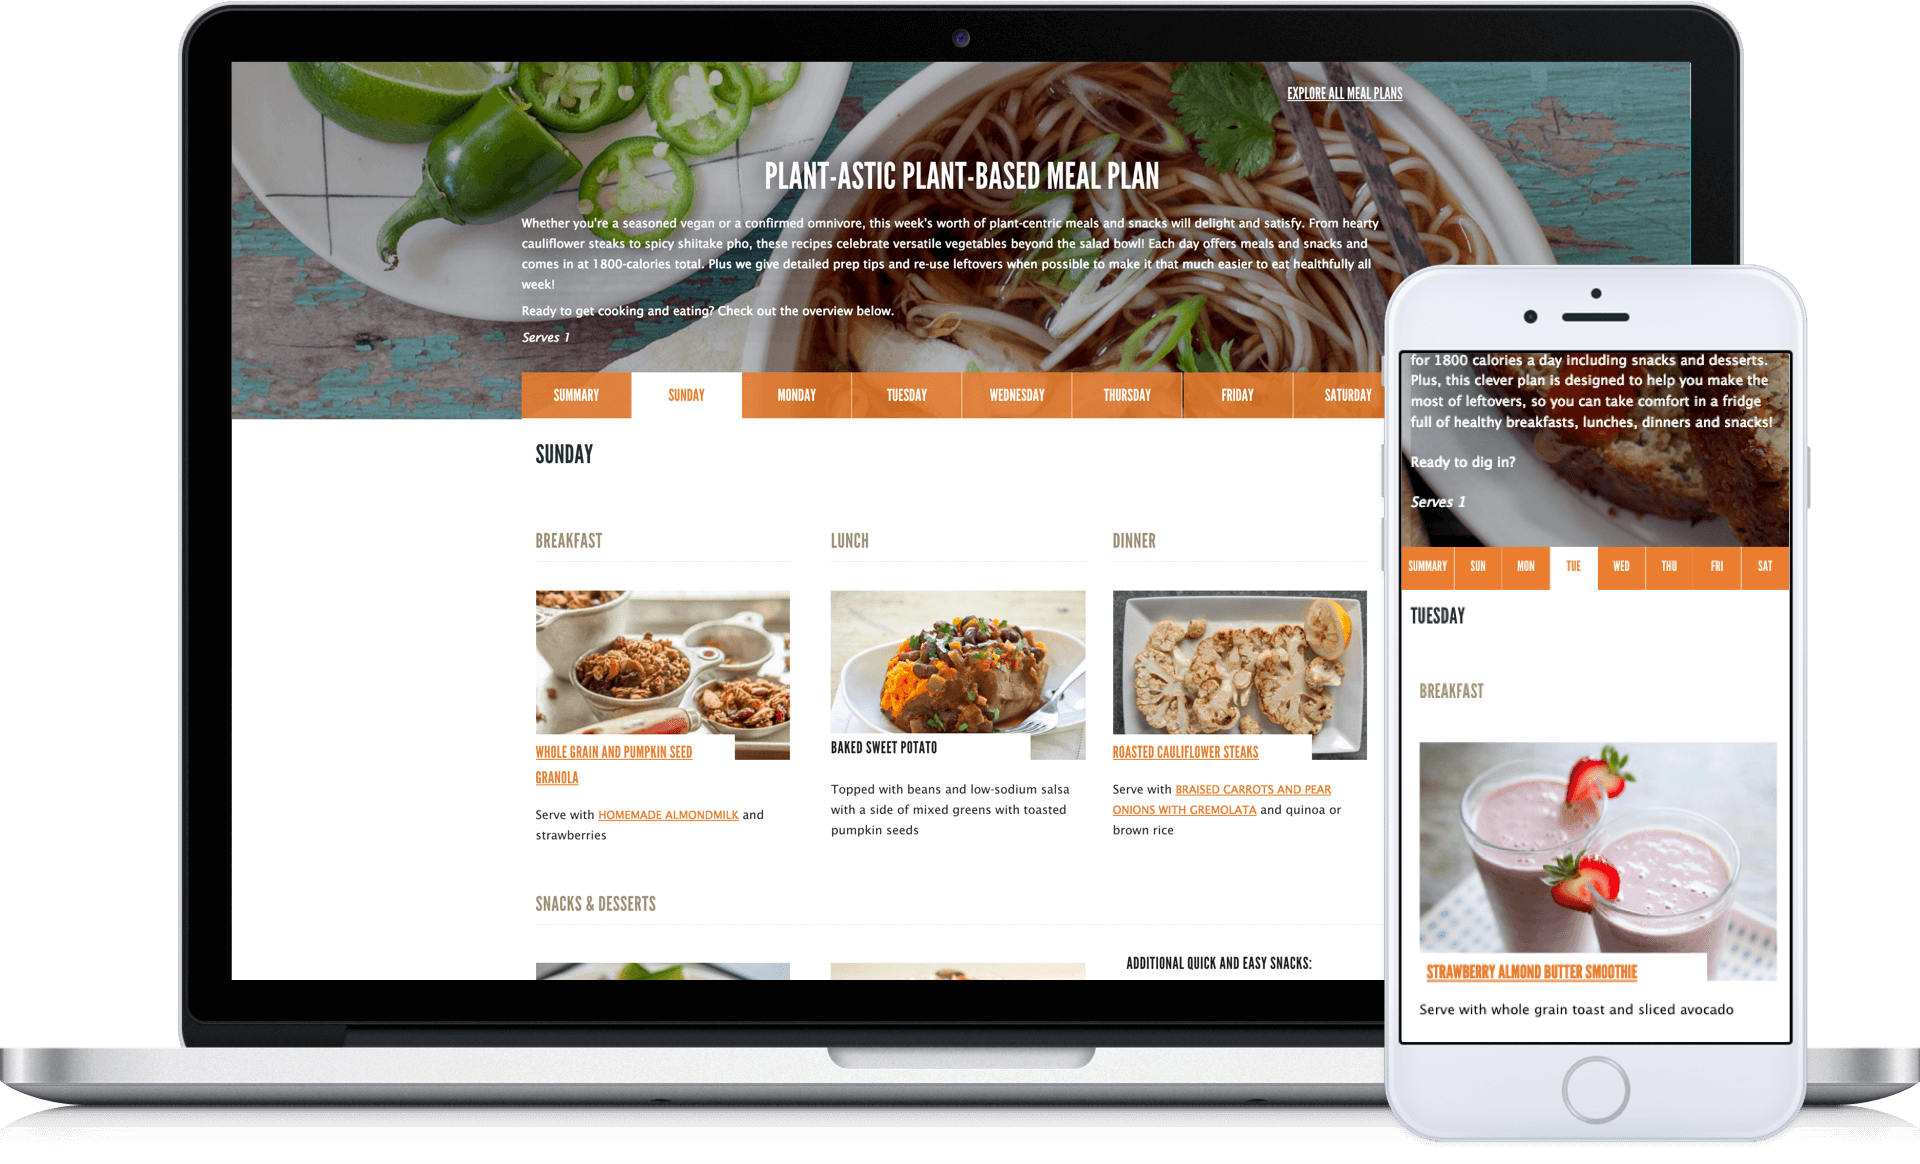 EXPLORE ALL MEAL PLANS
PLANT-ASTIC PLANT-BASED MEAL PLAN
Whether you're a seasoned vegan or a confirmed omnivore, this week's worth of plant-centric meals and snacks will delight and satisfy. From hearty
cauliflower steaks to spicy shiitake pho, these recipes celebrate versatile vegetables beyond the salad bowl! Each day offers meals and snacks and
comes in at 1800-calories total. Plus we give detailed prep tips and re-use leftovers when possible to make it that much easier to eat healthfully all
week!
Ready to get cooking and eating? Check out the overview below.
Serves 1
SUMMARY SUNDAY MONDAY TUESDAY WEDNESDAY THURSDAY FRIDAY SATURDAY
SUNDAY
BREAKFAST
WHOLE GRAIN AND PUMPKIN SEED
GRANOLA
Serve with HOMEMADE ALMONDMILK and
strawberries
LUNCH
BAKED SWEET POTATO
Topped with beans and low-sodium salsa
with a side of mixed greens with toasted
pumpkin seeds
DINNER
ROASTED CAULIFLOWER STEAKS
Serve with BRAISED CARROTS AND PEAR
ONIONS WITH GREMOLATA and quinoa or
brown rice
SNACKS & DESSERTS
ADDITIONAL QUICK AND EASY SNACKS:
for 1800 calories a day including snacks and desserts.
Plus, this clever plan is designed to help you make the
most of leftovers, so you can take comfort in a fridge
full of healthy breakfasts, lunches, dinners and snacks!
Ready to dig in?
Serves 1
SUMMARY SUN MON TUE WED THU FRI SAT
TUESDAY
BREAKFAST
STRAWBERRY ALMOND BUTTER SMOOTHIE
Serve with whole grain toast and sliced avocado